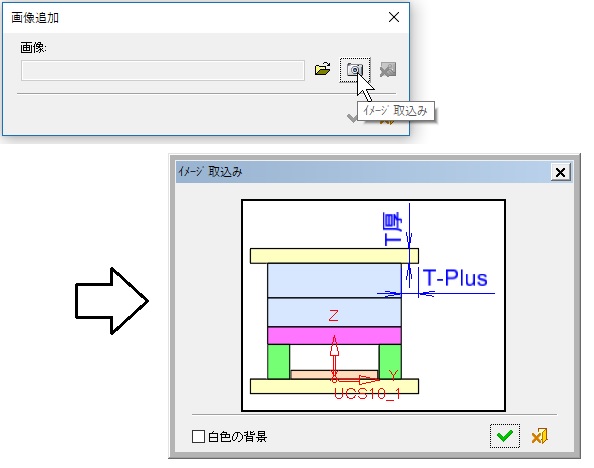 画像追加
画像:
ｲﾒｰｼﾞ 取込み
ｲﾒｰｼﾞ 取込み
T厚
T-Plus
Z
Y
UCS10_1
白色の背景